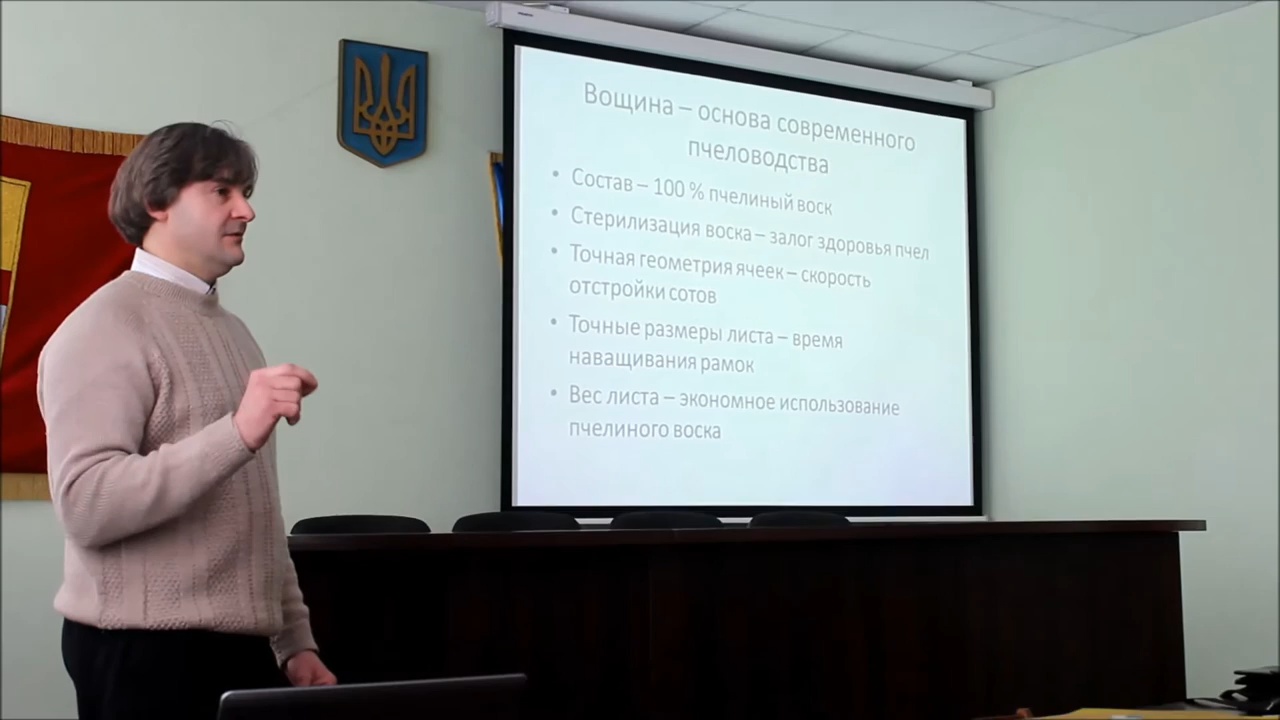 Вощина – основа современного
пчеловодства
• Состав – 100 % пчелиный воск
• Стерилизация воска – залог здоровья пчел
• Точная геометрия ячеек – скорость
отстройки сотов
• Точные размеры листа – время
наващивания рамок
• Вес листа – экономное использование
пчелиного воска